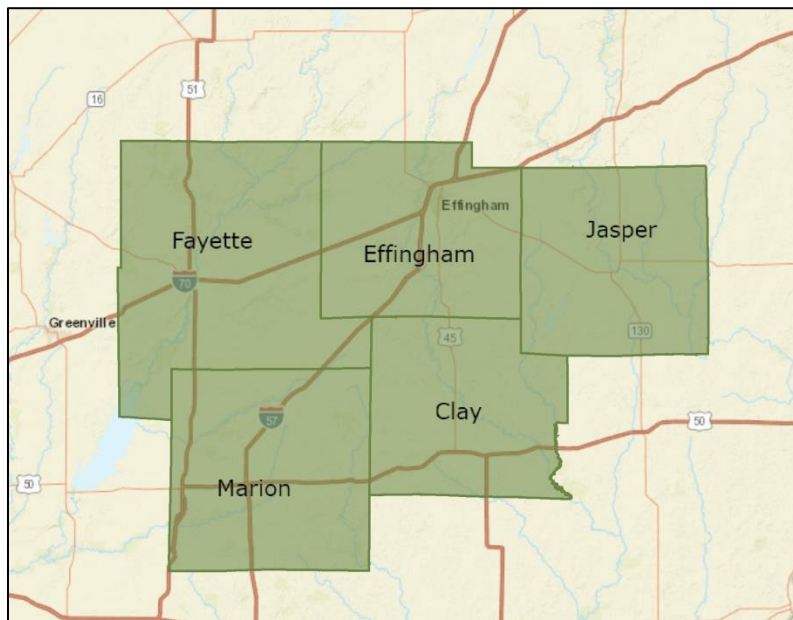 16
51
Fayette
Effingham
Effingham
Jasper
70
Greenville
45
130
57
Clay
50
50
Marion